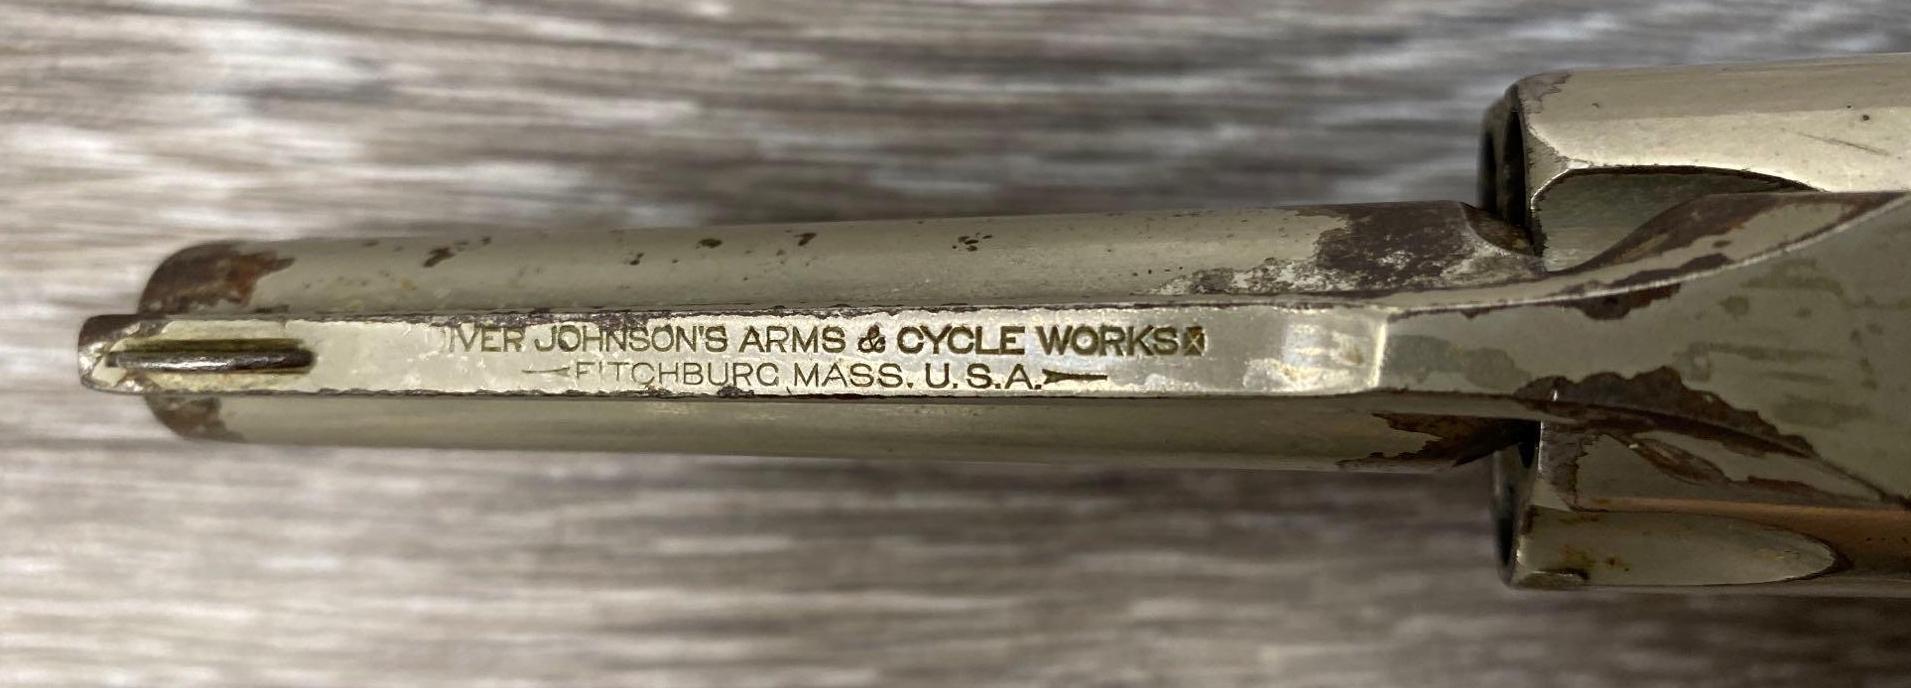 IVER JOHNSON'S ARMS & CYCLE WORKS
FITCHBURG, MASS. U.S.A.